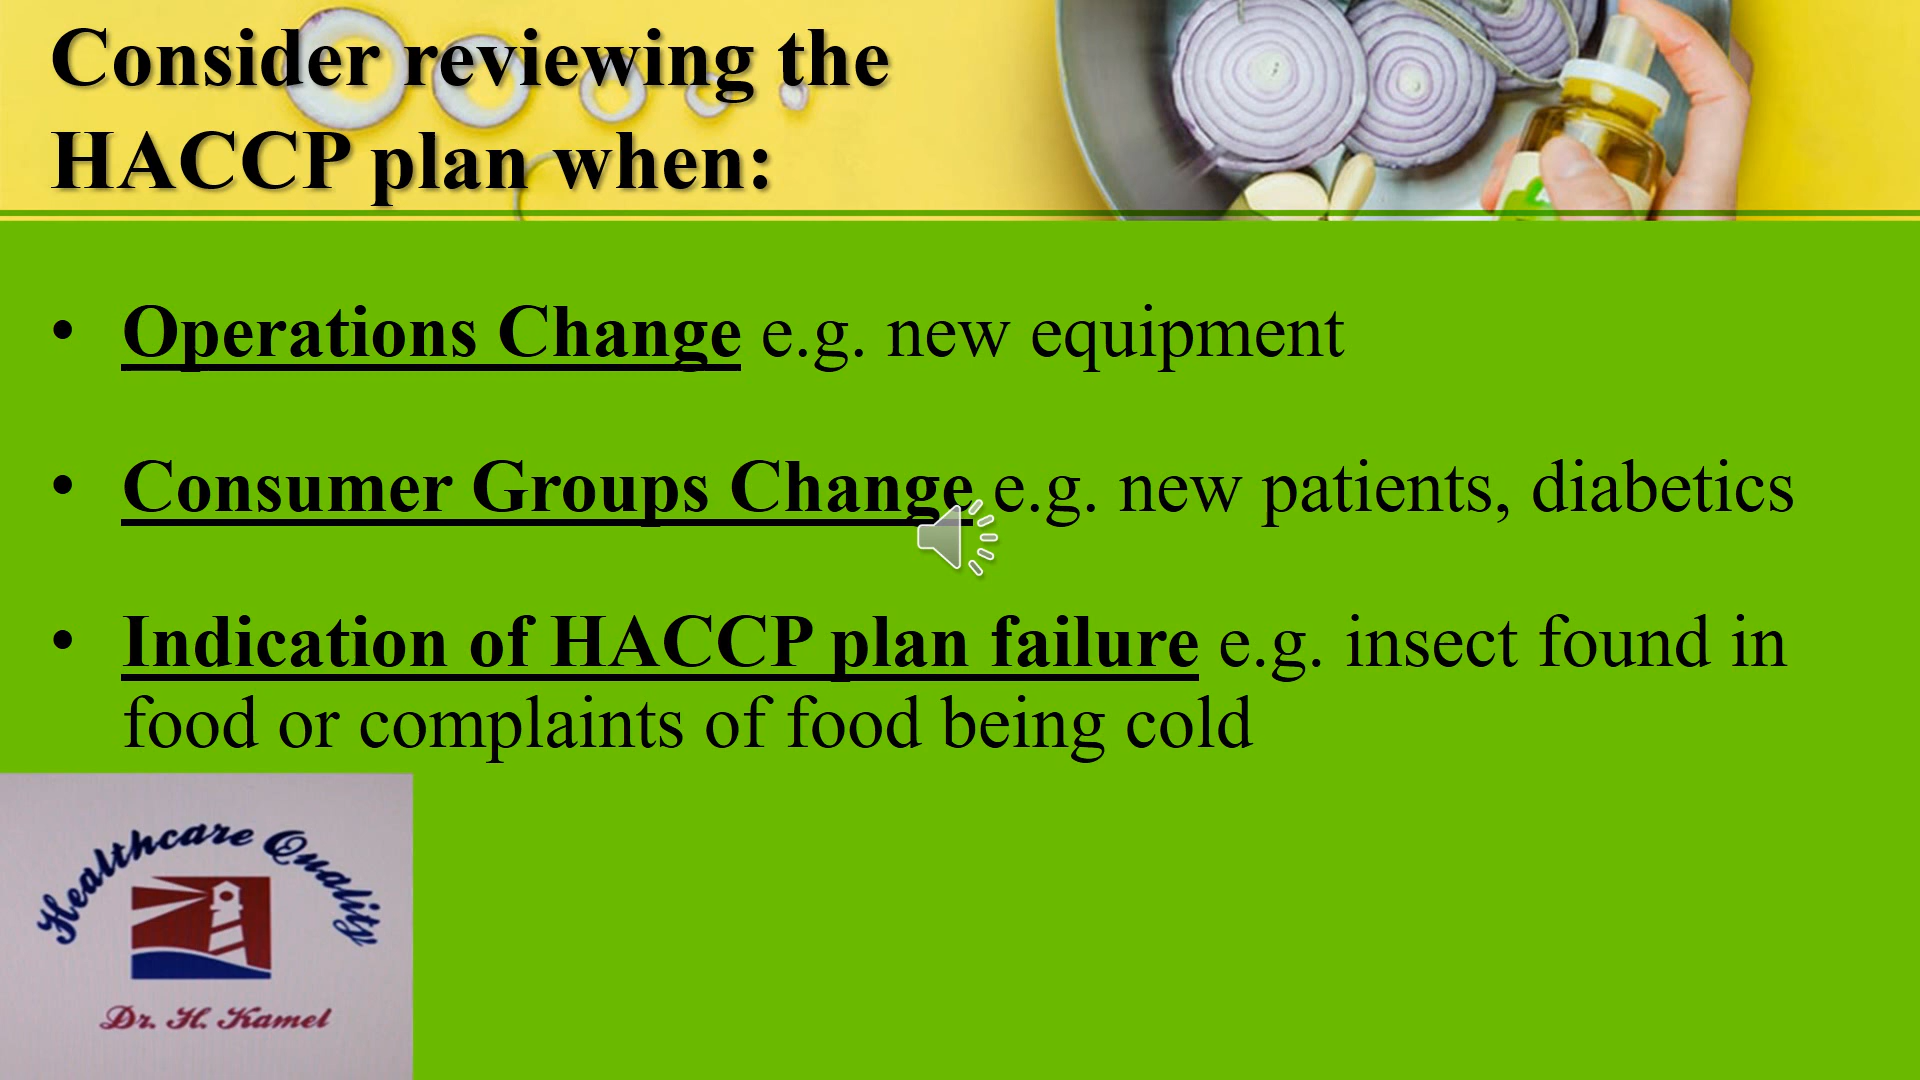 Consider reviewing the
HACCP plan when:
• Operations Change e.g. new equipment
• Consumer Groups Change e.g. new patients, diabetics
• Indication of HACCP plan failure e.g. insect found in
food or complaints of food being cold
Healthcare Quality
Dr. H. Kamel